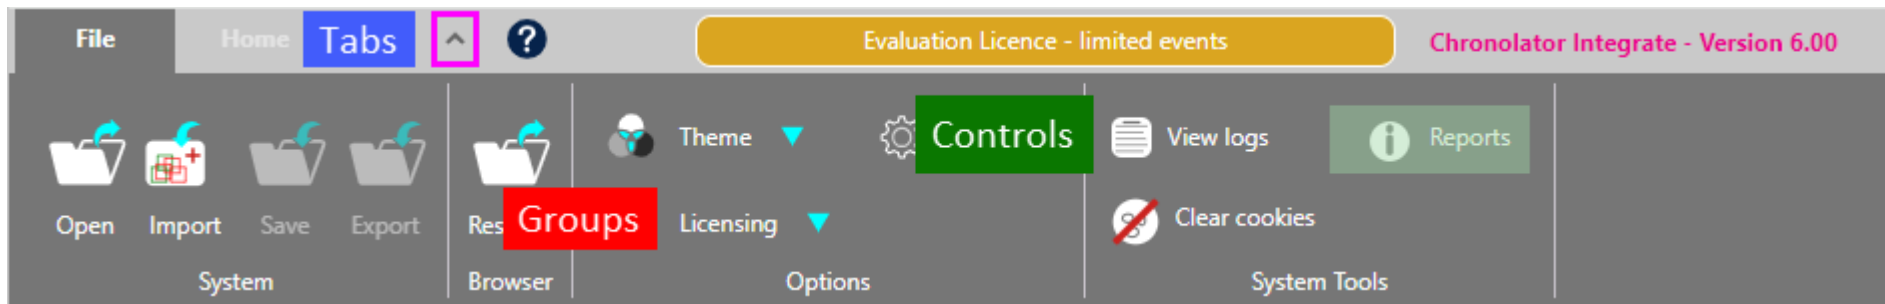 File Home Tabs ? Evaluation Licence - limited events Chronolator Integrate - Version 6.00
Theme Controls View logs Reports
Open Import Save Export Groups Licensing Clear cookies
System Browser Options System Tools